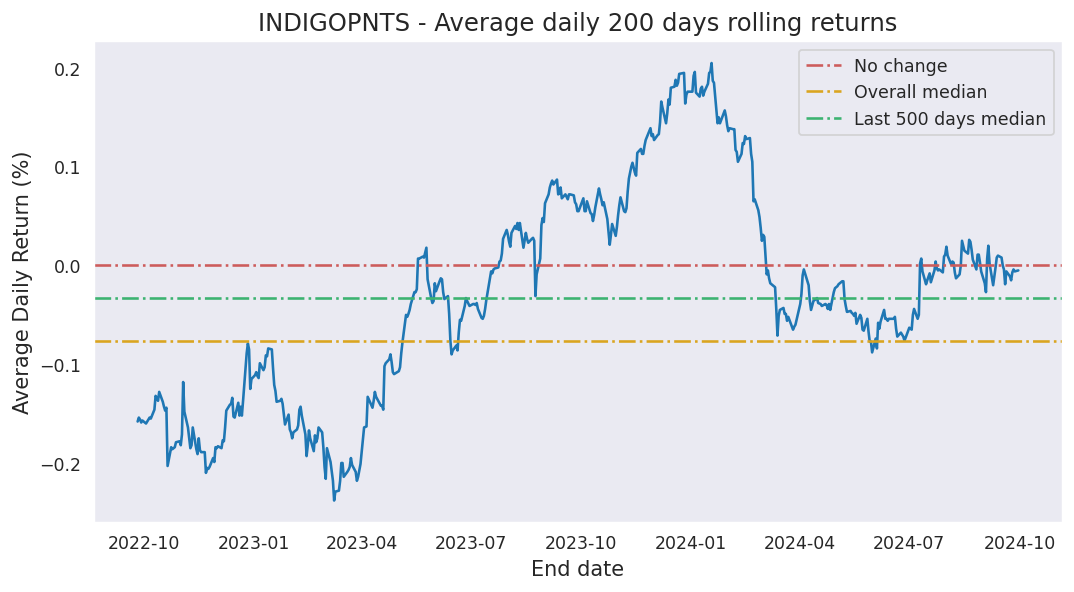 INDIGOPNTS - Average daily 200 days rolling returns
No change
Overall median
Last 500 days median
Average Daily Return (%)
0.2
0.1
0.0
−0.1
−0.2
2022-10 2023-01 2023-04 2023-07 2023-10 2024-01 2024-04 2024-07 2024-10
End date